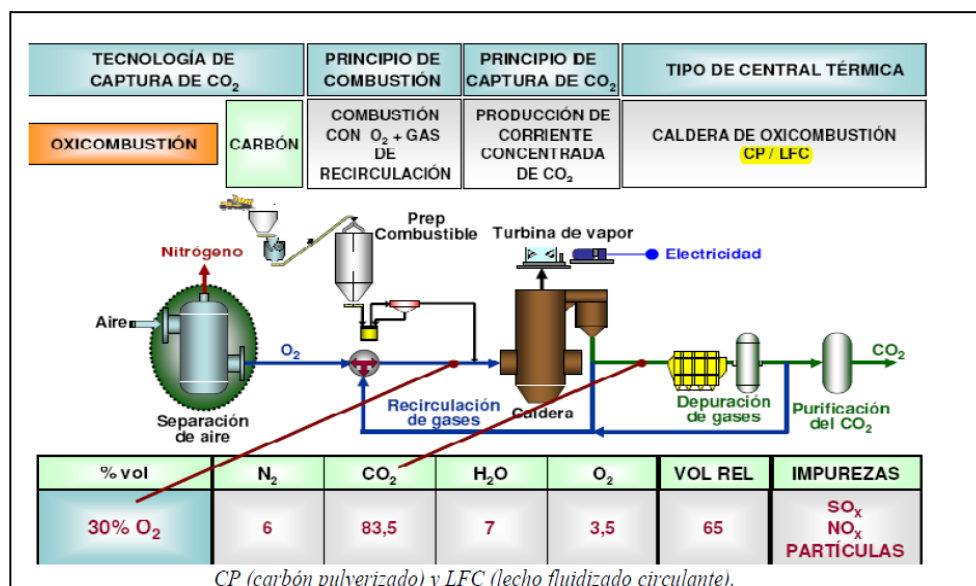 TECNOLOGÍA DE
CAPTURA DE CO₂
PRINCIPIO DE
COMBUSTIÓN
PRINCIPIO DE
CAPTURA DE CO₂
TIPO DE CENTRAL TÉRMICA
OXICOMBUSTIÓN
CARBÓN
COMBUSTIÓN
CON O₂ + GAS
DE
RECIRCULACIÓN
PRODUCCIÓN DE
CORRIENTE
CONCENTRADA
DE CO₂
CALDERA DE OXICOMBUSTIÓN
CP / LFC
Prep
Combustible
Turbina de vapor
Electricidad
Nitrógeno
Aire
O₂
CO₂
Separación
de aire
Recirculación
de gases
Caldera
Depuración
de gases
Purificación
del CO₂
% vol
N₂
CO₂
H₂O
O₂
VOL REL
IMPUREZAS
30% O₂
6
83,5
7
3,5
65
SOₓ
NOₓ
PARTÍCULAS
CP (carbón pulverizado) y LFC (lecho fluidizado circulante).